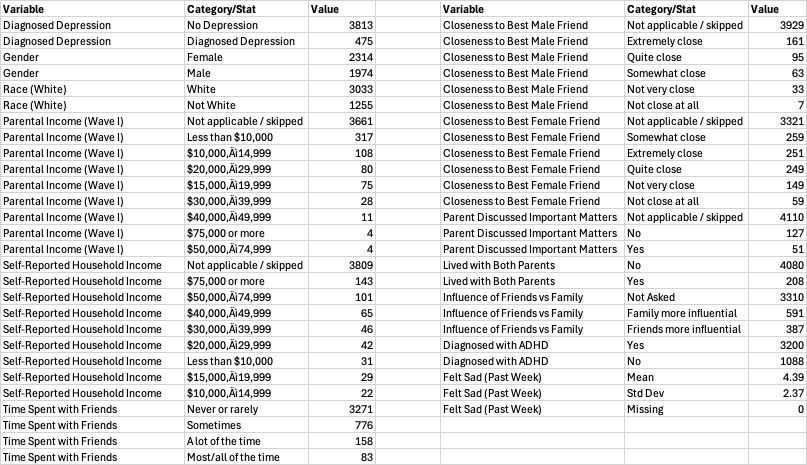 Variable Category/Stat Value Variable Category/Stat Value
Diagnosed Depression No Depression 3813 Closeness to Best Male Friend Not applicable / skipped 3929
Diagnosed Depression Diagnosed Depression 475 Closeness to Best Male Friend Extremely close 161
Gender Female 2314 Closeness to Best Male Friend Quite close 95
Gender Male 1974 Closeness to Best Male Friend Somewhat close 63
Race (White) White 3033 Closeness to Best Male Friend Not very close 33
Race (White) Not White 1255 Closeness to Best Male Friend Not close at all 7
Parental Income (Wave I) Not applicable / skipped 3661 Closeness to Best Female Friend Not applicable / skipped 3321
Parental Income (Wave I) Less than $10,000 317 Closeness to Best Female Friend Somewhat close 259
Parental Income (Wave I) $10,000‚Äì14,999 108 Closeness to Best Female Friend Extremely close 251
Parental Income (Wave I) $20,000‚Äì29,999 80 Closeness to Best Female Friend Quite close 249
Parental Income (Wave I) $15,000‚Äì19,999 75 Closeness to Best Female Friend Not very close 149
Parental Income (Wave I) $30,000‚Äì39,999 28 Closeness to Best Female Friend Not close at all 59
Parental Income (Wave I) $40,000‚Äì49,999 11 Parent Discussed Important Matters Not applicable / skipped 4110
Parental Income (Wave I) $75,000 or more 4 Parent Discussed Important Matters No 127
Parental Income (Wave I) $50,000‚Äì74,999 4 Parent Discussed Important Matters Yes 51
Self-Reported Household Income Not applicable / skipped 3809 Lived with Both Parents No 4080
Self-Reported Household Income $75,000 or more 143 Lived with Both Parents Yes 208
Self-Reported Household Income $50,000‚Äì74,999 101 Influence of Friends vs Family Not Asked 3310
Self-Reported Household Income $40,000‚Äì49,999 65 Influence of Friends vs Family Family more influential 591
Self-Reported Household Income $30,000‚Äì39,999 46 Influence of Friends vs Family Friends more influential 387
Self-Reported Household Income $20,000‚Äì29,999 42 Diagnosed with ADHD Yes 3200
Self-Reported Household Income Less than $10,000 31 Diagnosed with ADHD No 1088
Self-Reported Household Income $15,000‚Äì19,999 29 Felt Sad (Past Week) Mean 4.39
Self-Reported Household Income $10,000‚Äì14,999 22 Felt Sad (Past Week) Std Dev 2.37
Time Spent with Friends Never or rarely 3271 Felt Sad (Past Week) Missing 0
Time Spent with Friends Sometimes 776
Time Spent with Friends A lot of the time 158
Time Spent with Friends Most/all of the time 83